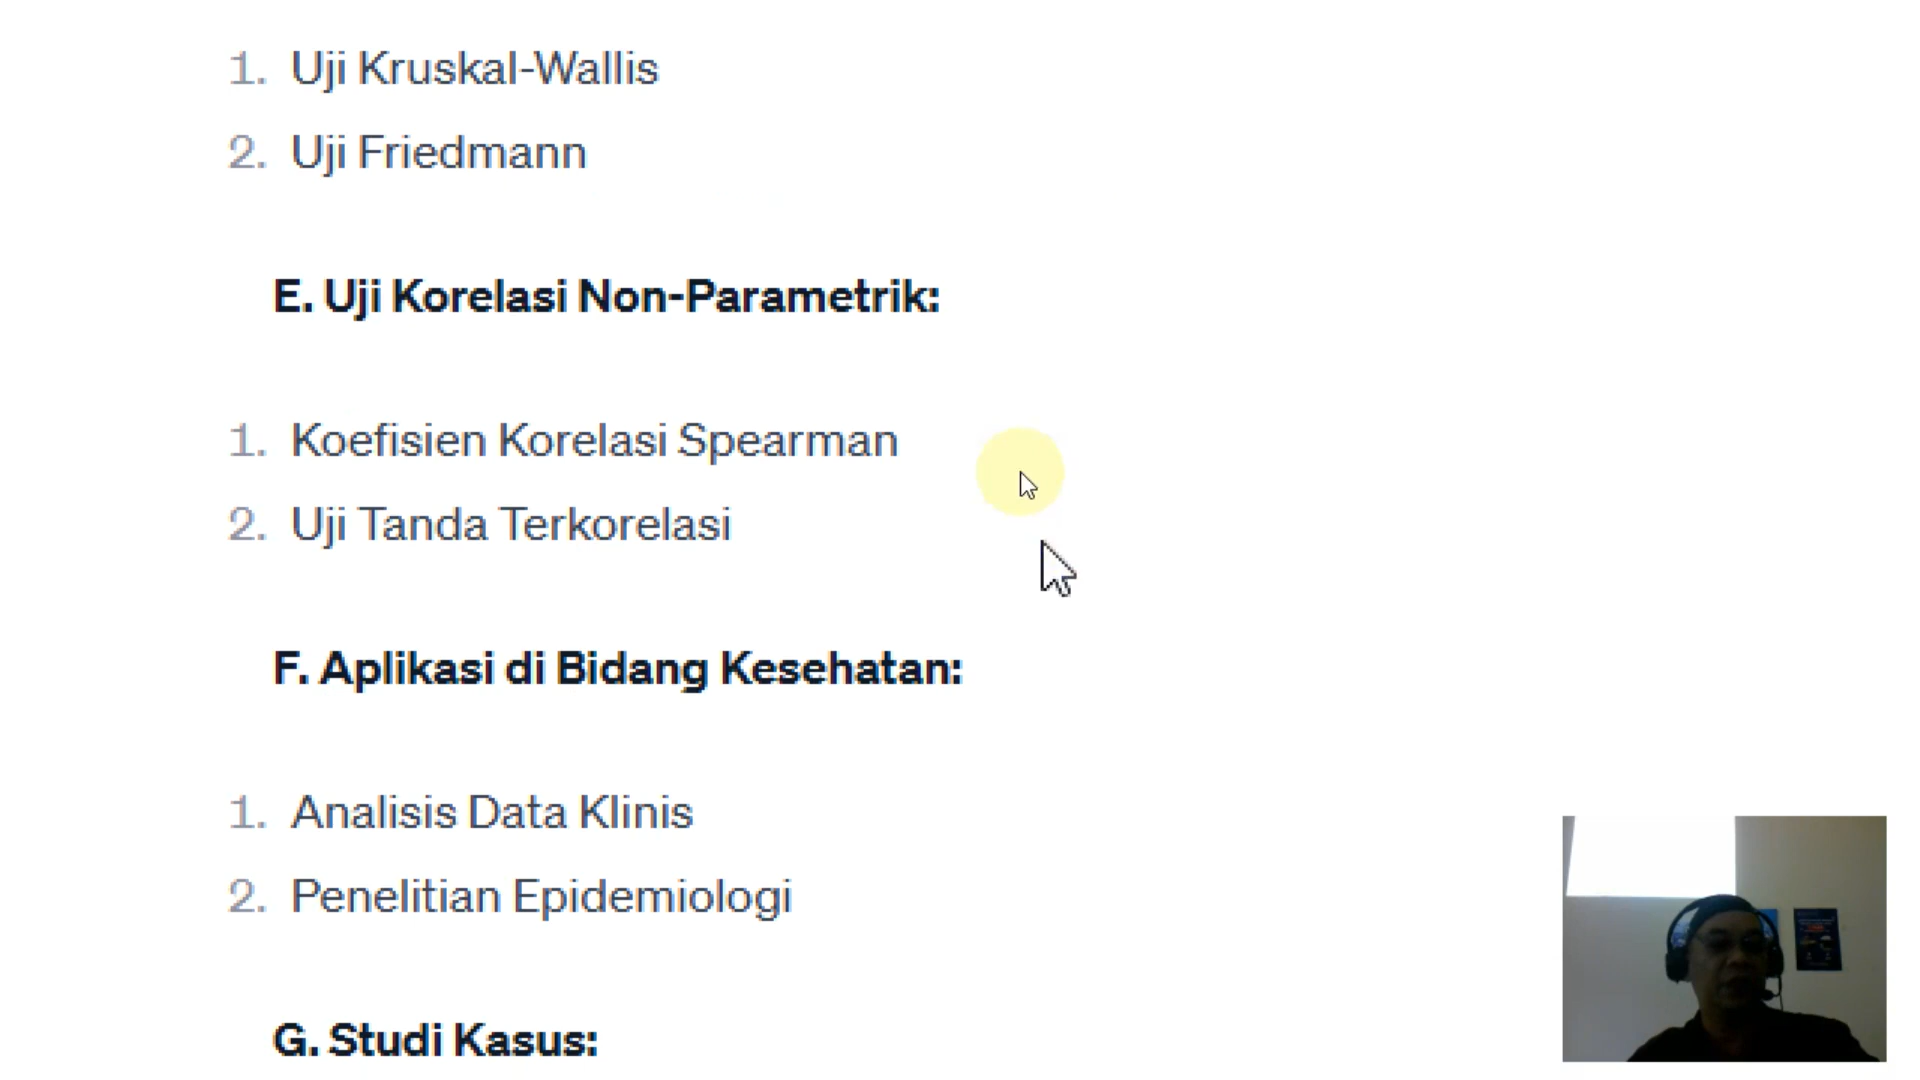 1. Uji Kruskal-Wallis
2. Uji Friedmann
E. Uji Korelasi Non-Parametrik:
1. Koefisien Korelasi Spearman
2. Uji Tanda Terkorelasi
F. Aplikasi di Bidang Kesehatan:
1. Analisis Data Klinis
2. Penelitian Epidemiologi
G. Studi Kasus: